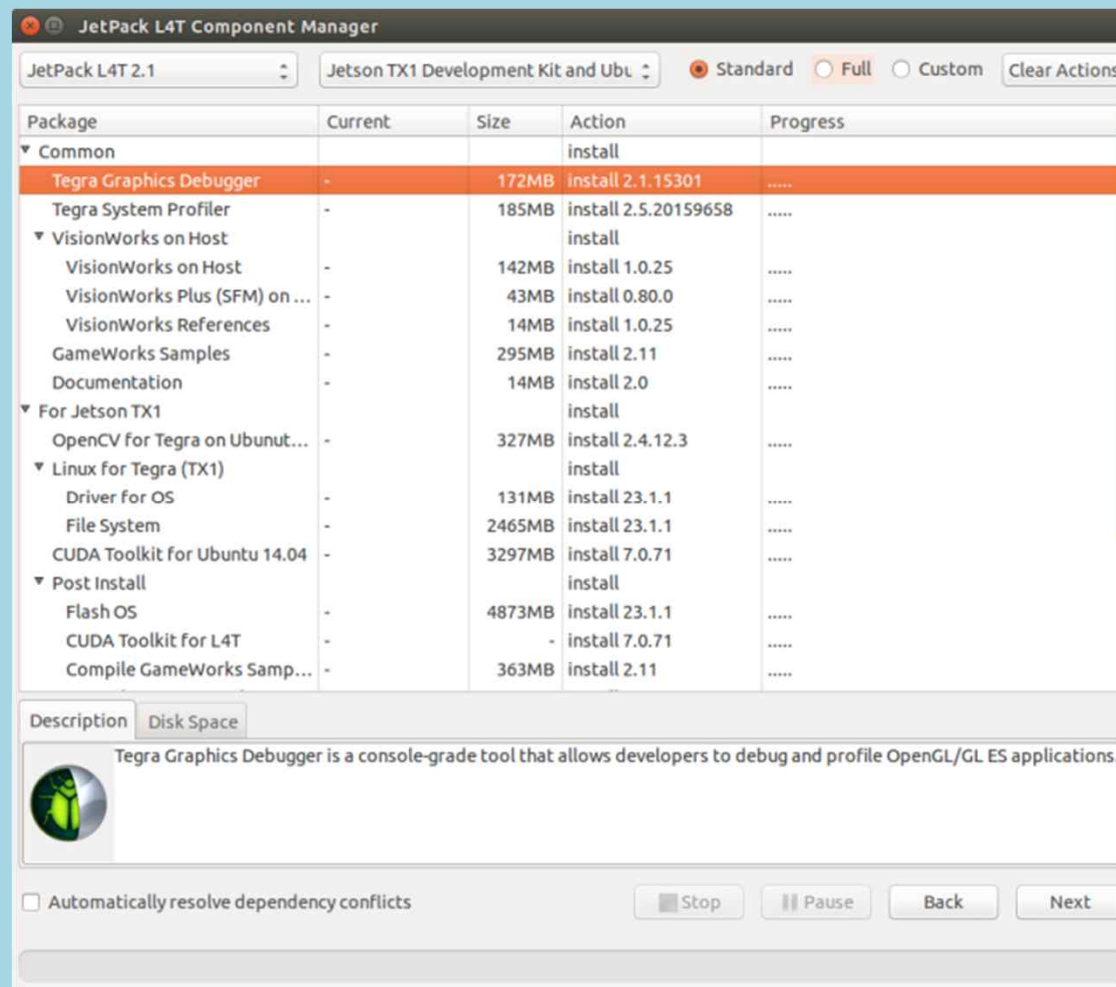 JetPack L4T Component Manager
JetPack L4T 2.1 Jetson TX1 Development Kit and Ubu Standard Full Custom Clear Actions
Package Current Size Action Progress
Common install
Tegra Graphics Debugger - 172MB install 2.1.15301 .....
Tegra System Profiler - 185MB install 2.5.20159658 .....
VisionWorks on Host install
VisionWorks on Host - 142MB install 1.0.25 .....
VisionWorks Plus (SFM) on ... - 43MB install 0.80.0 .....
VisionWorks References - 14MB install 1.0.25 .....
GameWorks Samples - 295MB install 2.11 .....
Documentation - 14MB install 2.0 .....
For Jetson TX1 install
OpenCV for Tegra on Ubunut... - 327MB install 2.4.12.3 .....
Linux for Tegra (TX1) install
Driver for OS - 131MB install 23.1.1 .....
File System - 2465MB install 23.1.1 .....
CUDA Toolkit for Ubuntu 14.04 - 3297MB install 7.0.71 .....
Post Install install
Flash OS - 4873MB install 23.1.1 .....
CUDA Toolkit for L4T - - install 7.0.71 .....
Compile GameWorks Samp... - 363MB install 2.11 .....
Description Disk Space
Tegra Graphics Debugger is a console-grade tool that allows developers to debug and profile OpenGL/GL ES applications.
Automatically resolve dependency conflicts Stop Pause Back Next